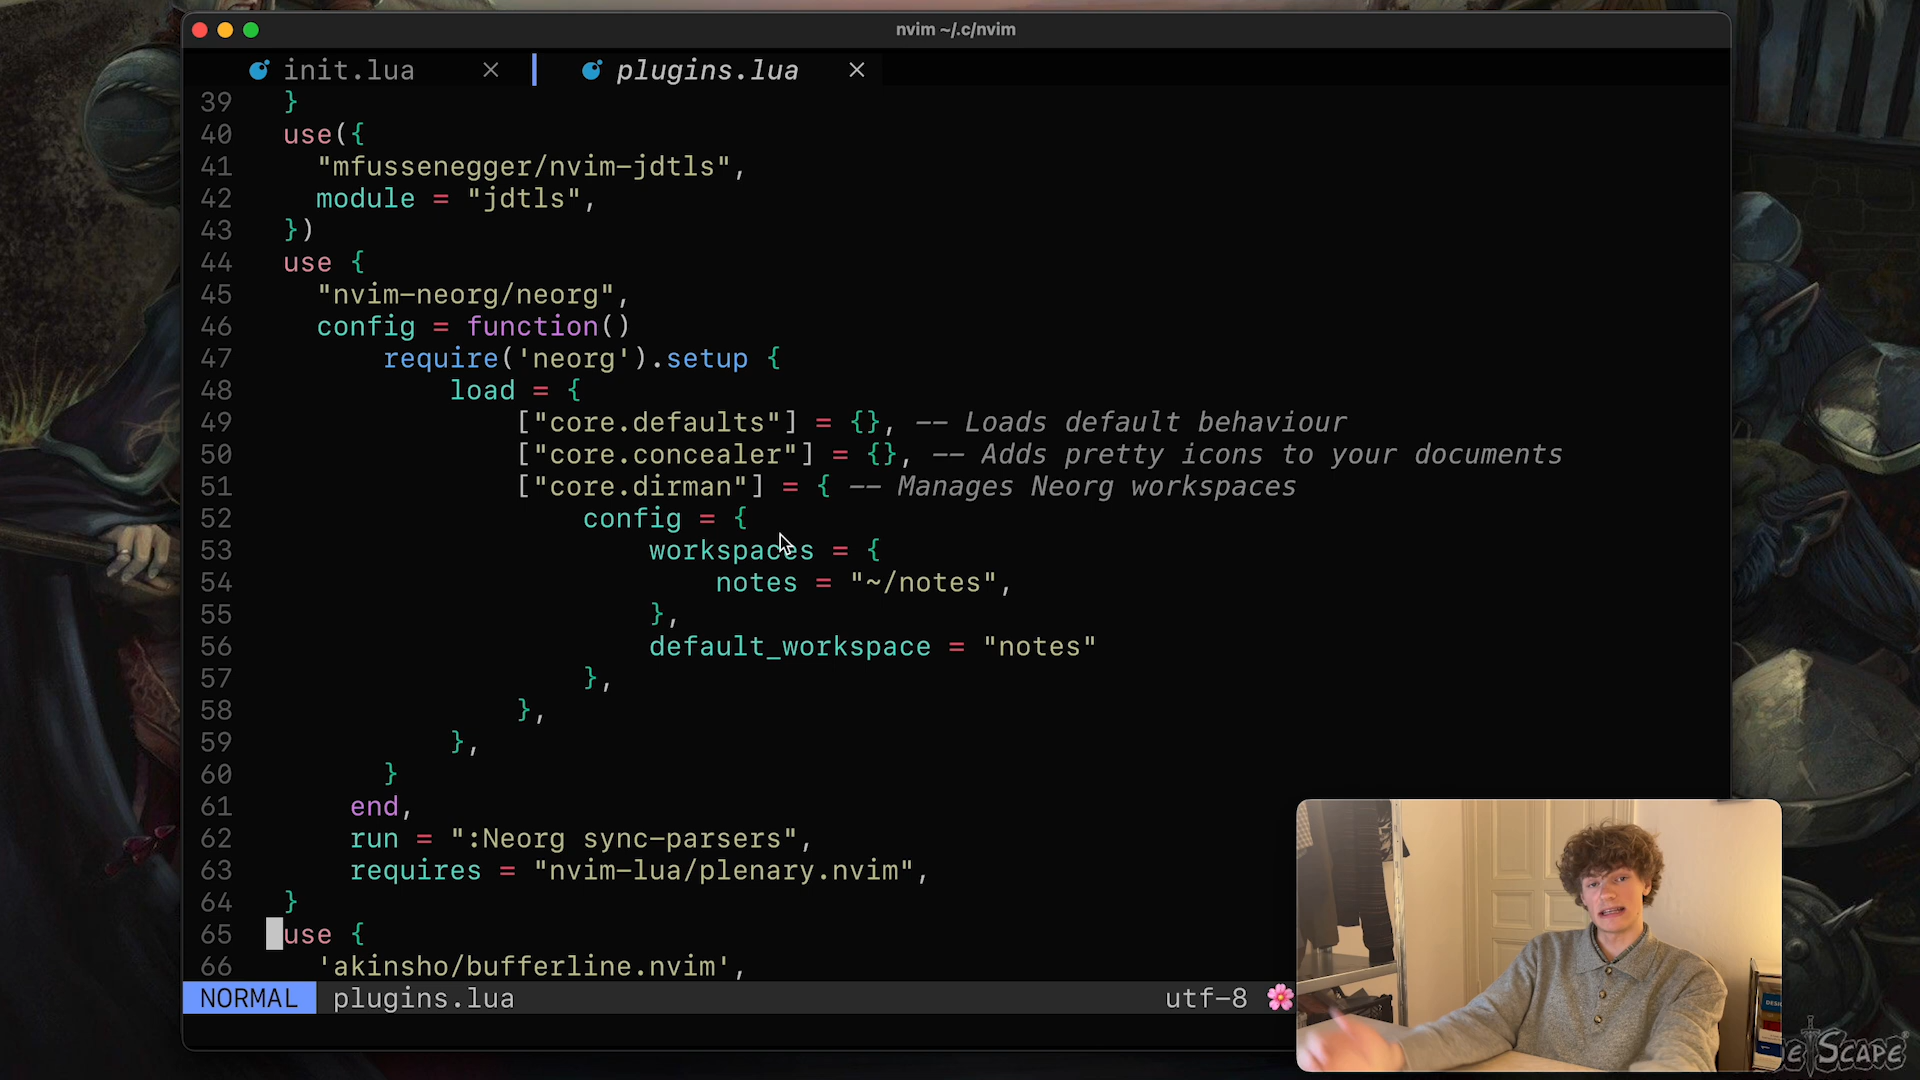 nvim ~/.c/nvim
init.lua × plugins.lua ×
39 }
40 use({
41 "mfussenegger/nvim-jdtls",
42 module = "jdtls",
43 })
44 use {
45 "nvim-neorg/neorg",
46 config = function()
47 require('neorg').setup {
48 load = {
49 ["core.defaults"] = {}, -- Loads default behaviour
50 ["core.concealer"] = {}, -- Adds pretty icons to your documents
51 ["core.dirman"] = { -- Manages Neorg workspaces
52 config = {
53 workspaces = {
54 notes = "~/notes",
55 },
56 default_workspace = "notes"
57 },
58 },
59 },
60 }
61 end,
62 run = ":Neorg sync-parsers",
63 requires = "nvim-lua/plenary.nvim",
64 }
65 use {
66 'akinsho/bufferline.nvim',
NORMAL plugins.lua utf-8